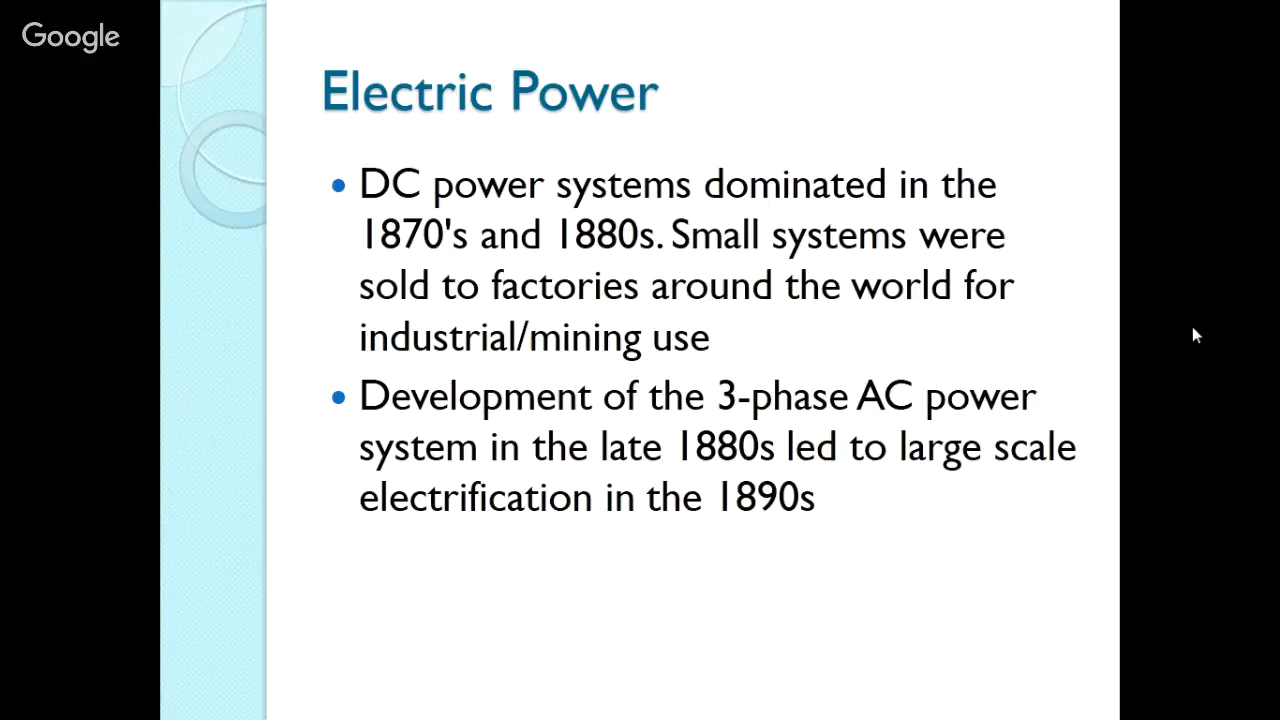 Google
Electric Power
• DC power systems dominated in the
1870's and 1880s. Small systems were
sold to factories around the world for
industrial/mining use
• Development of the 3-phase AC power
system in the late 1880s led to large scale
electrification in the 1890s